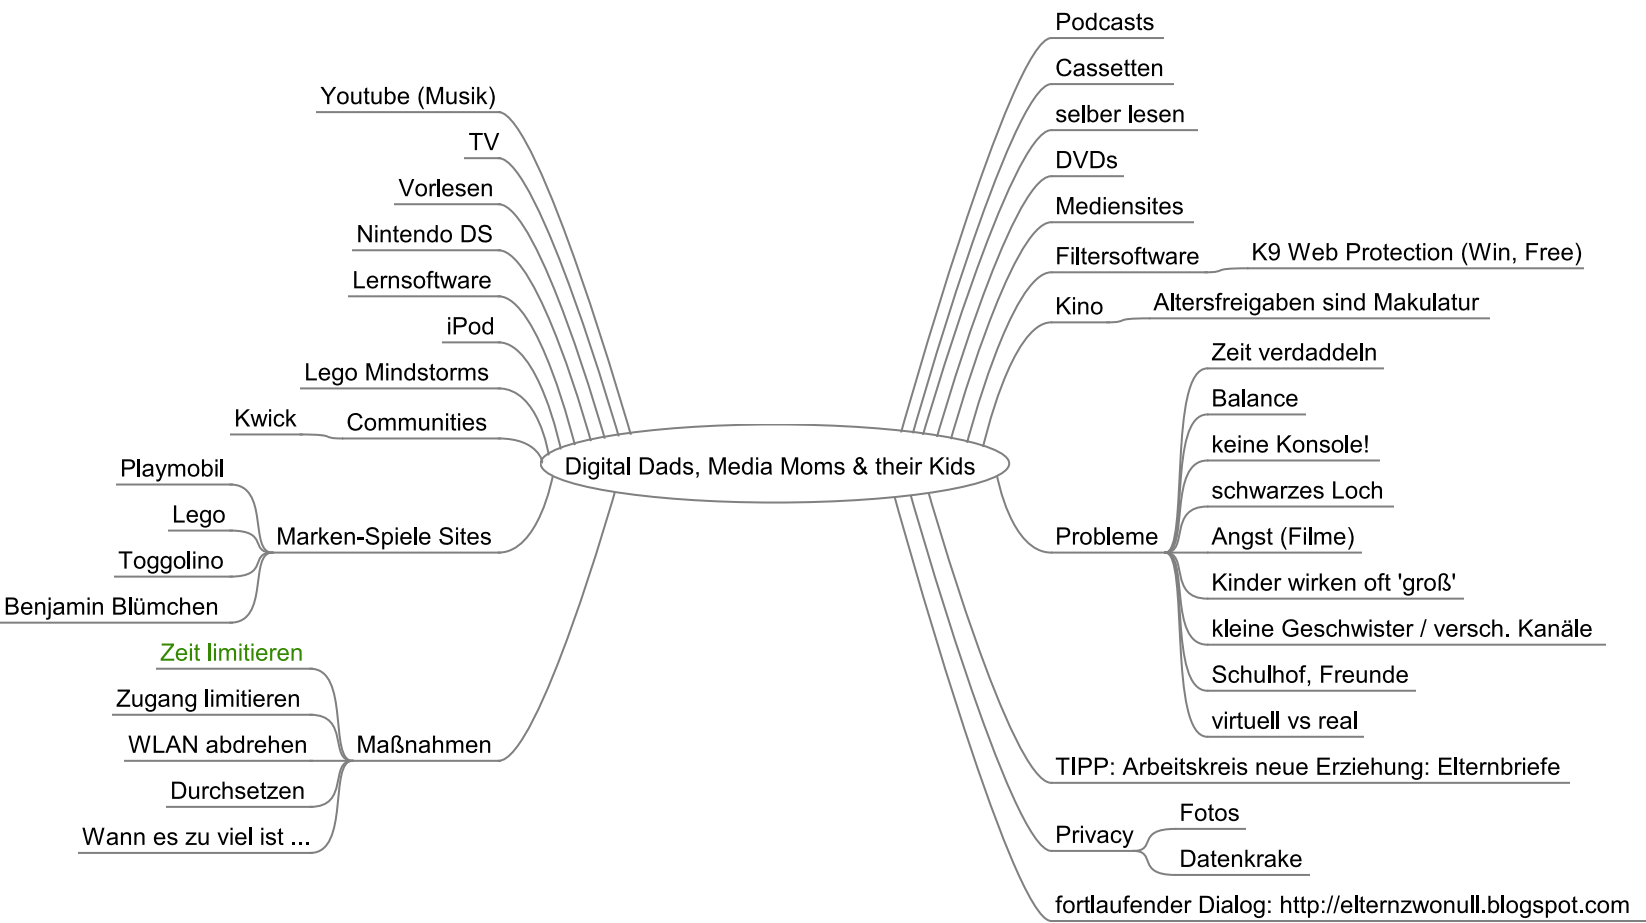 Digital Dads, Media Moms & their Kids
Youtube (Musik)
TV
Vorlesen
Nintendo DS
Lernsoftware
iPod
Lego Mindstorms
Communities
Kwick
Marken-Spiele Sites
Playmobil
Lego
Toggolino
Benjamin Blümchen
Maßnahmen
Zeit limitieren
Zugang limitieren
WLAN abdrehen
Durchsetzen
Wann es zu viel ist ...
Podcasts
Cassetten
selber lesen
DVDs
Mediensites
Filtersoftware
K9 Web Protection (Win, Free)
Kino
Altersfreigaben sind Makulatur
Probleme
Zeit verdaddeln
Balance
keine Konsole!
schwarzes Loch
Angst (Filme)
Kinder wirken oft 'groß'
kleine Geschwister / versch. Kanäle
Schulhof, Freunde
virtuell vs real
TIPP: Arbeitskreis neue Erziehung: Elternbriefe
Privacy
Fotos
Datenkrake
fortlaufender Dialog: http://elternzwonull.blogspot.com